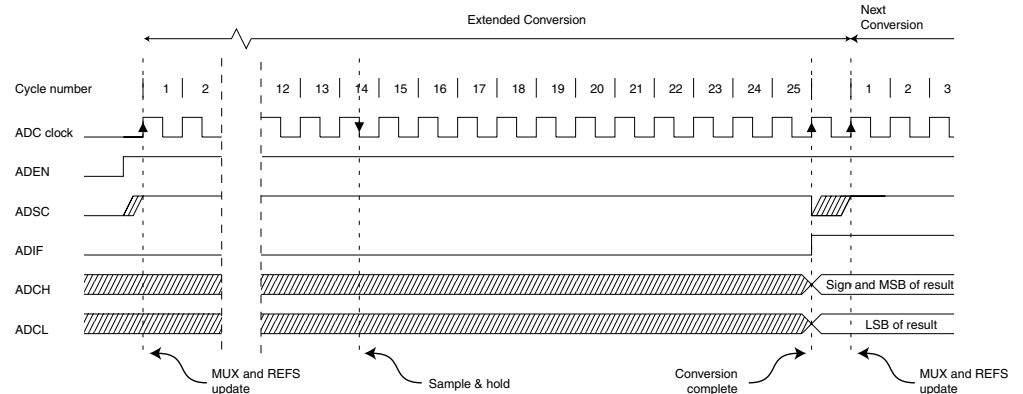 Extended Conversion
Next
Conversion
Cycle number 1 2 12 13 14 15 16 17 18 19 20 21 22 23 24 25 1 2 3
ADC clock
ADEN
ADSC
ADIF
ADCH Sign and MSB of result
ADCL LSB of result
MUX and REFS
update
Sample & hold
Conversion
complete
MUX and REFS
update